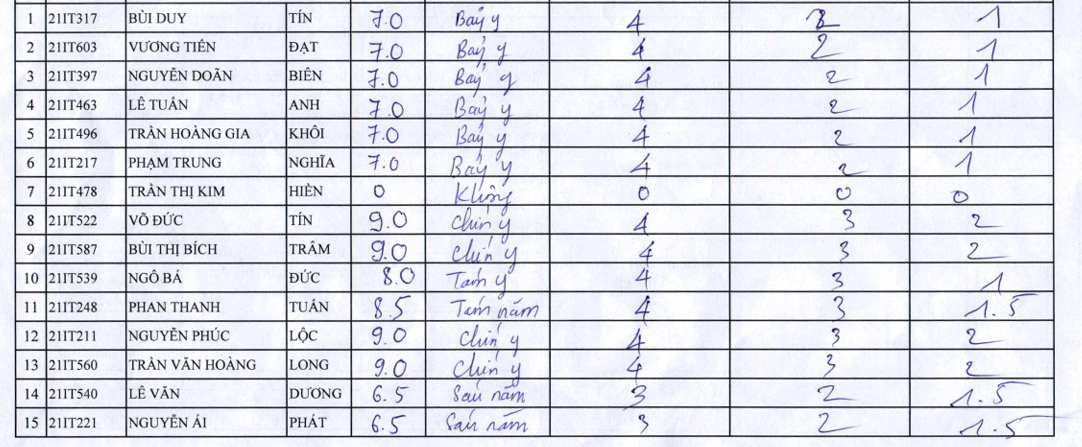 1 21IT317 BÙI DUY TÍN 7.0 Bảy y 4 2 1
2 21IT603 VƯƠNG TIẾN ĐẠT 7.0 Bảy y 4 2 1
3 21IT397 NGUYỄN DOÃN BIÊN 7.0 Bảy y 4 2 1
4 21IT463 LÊ TUẤN ANH 7.0 Bảy y 4 2 1
5 21IT496 TRẦN HOÀNG GIA KHÔI 7.0 Bảy y 4 2 1
6 21IT217 PHẠM TRUNG NGHĨA 7.0 Bảy y 4 2 1
7 21IT478 TRẦN THỊ KIM HIỀN 0 Không 0 0 0
8 21IT522 VÕ ĐỨC TÍN 9.0 Chín y 4 3 2
9 21IT587 BÙI THỊ BÍCH TRÂM 9.0 Chín y 4 3 2
10 21IT539 NGÔ BÁ ĐỨC 8.0 Tám y 4 3 1
11 21IT248 PHAN THANH TUẤN 8.5 Tám năm 4 3 1.5
12 21IT211 NGUYỄN PHÚC LỘC 9.0 Chín y 4 3 2
13 21IT560 TRẦN VĂN HOÀNG LONG 9.0 Chín y 4 3 2
14 21IT540 LÊ VĂN DƯƠNG 6.5 Sáu năm 3 2 1.5
15 21IT221 NGUYỄN ÁI PHÁT 6.5 Sáu năm 3 2 1.5